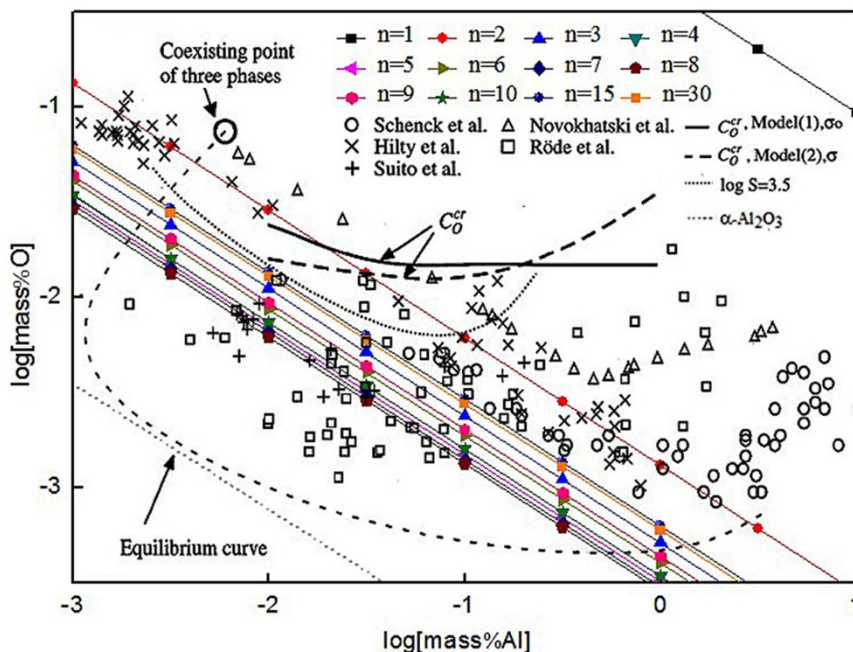 Coexisting point
of three phases
n=1 n=2 n=3 n=4
n=5 n=6 n=7 n=8
n=9 n=10 n=15 n=30
Schenck et al. Novokhatski et al.
Hilty et al. Röde et al.
Suito et al.
C_O^cr, Model(1),σ₀
C_O^cr, Model(2),σ
log S=3.5
α-Al₂O₃
C_O^cr
Equilibrium curve
log[mass%O]
-1
-2
-3
-3 -2 -1 0 1
log[mass%Al]